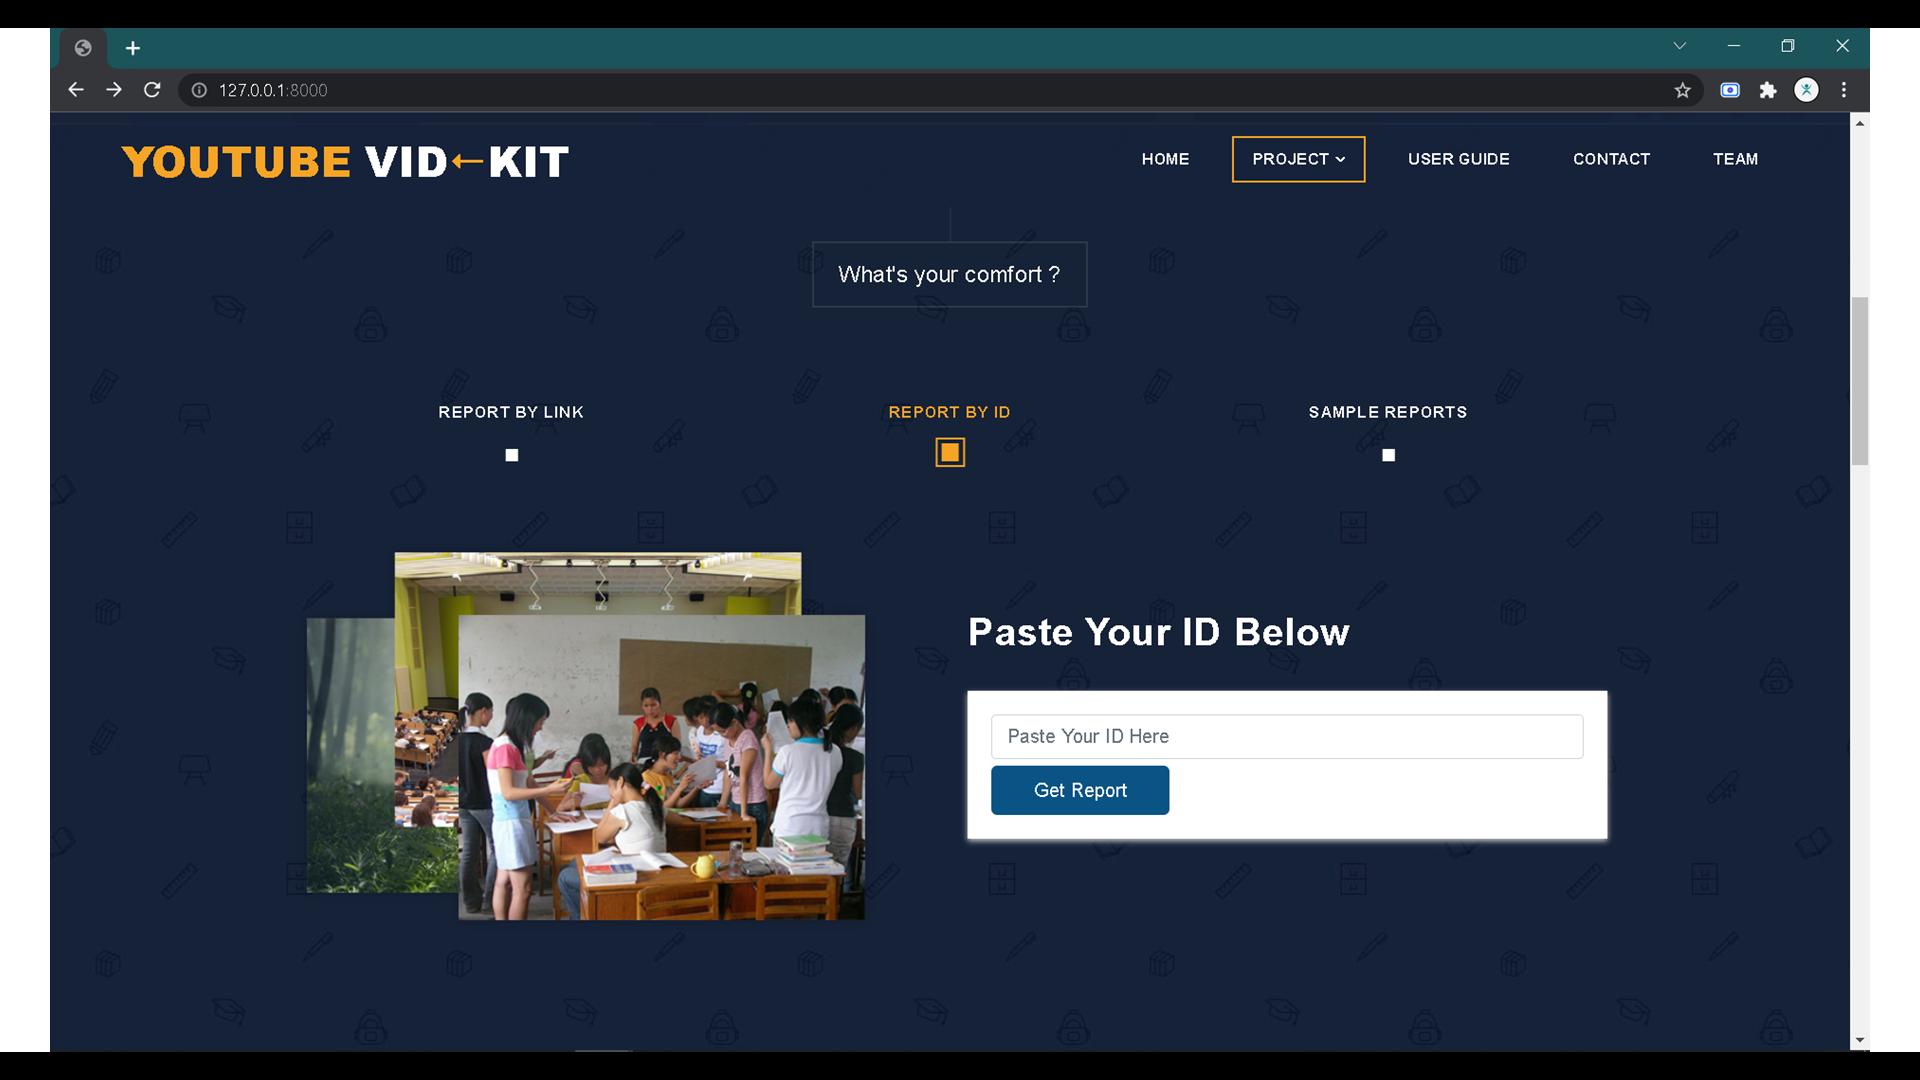 127.0.0.1:8000
YOUTUBE VID←KIT
HOME PROJECT USER GUIDE CONTACT TEAM
What's your comfort ?
REPORT BY LINK REPORT BY ID SAMPLE REPORTS
Paste Your ID Below
Paste Your ID Here
Get Report